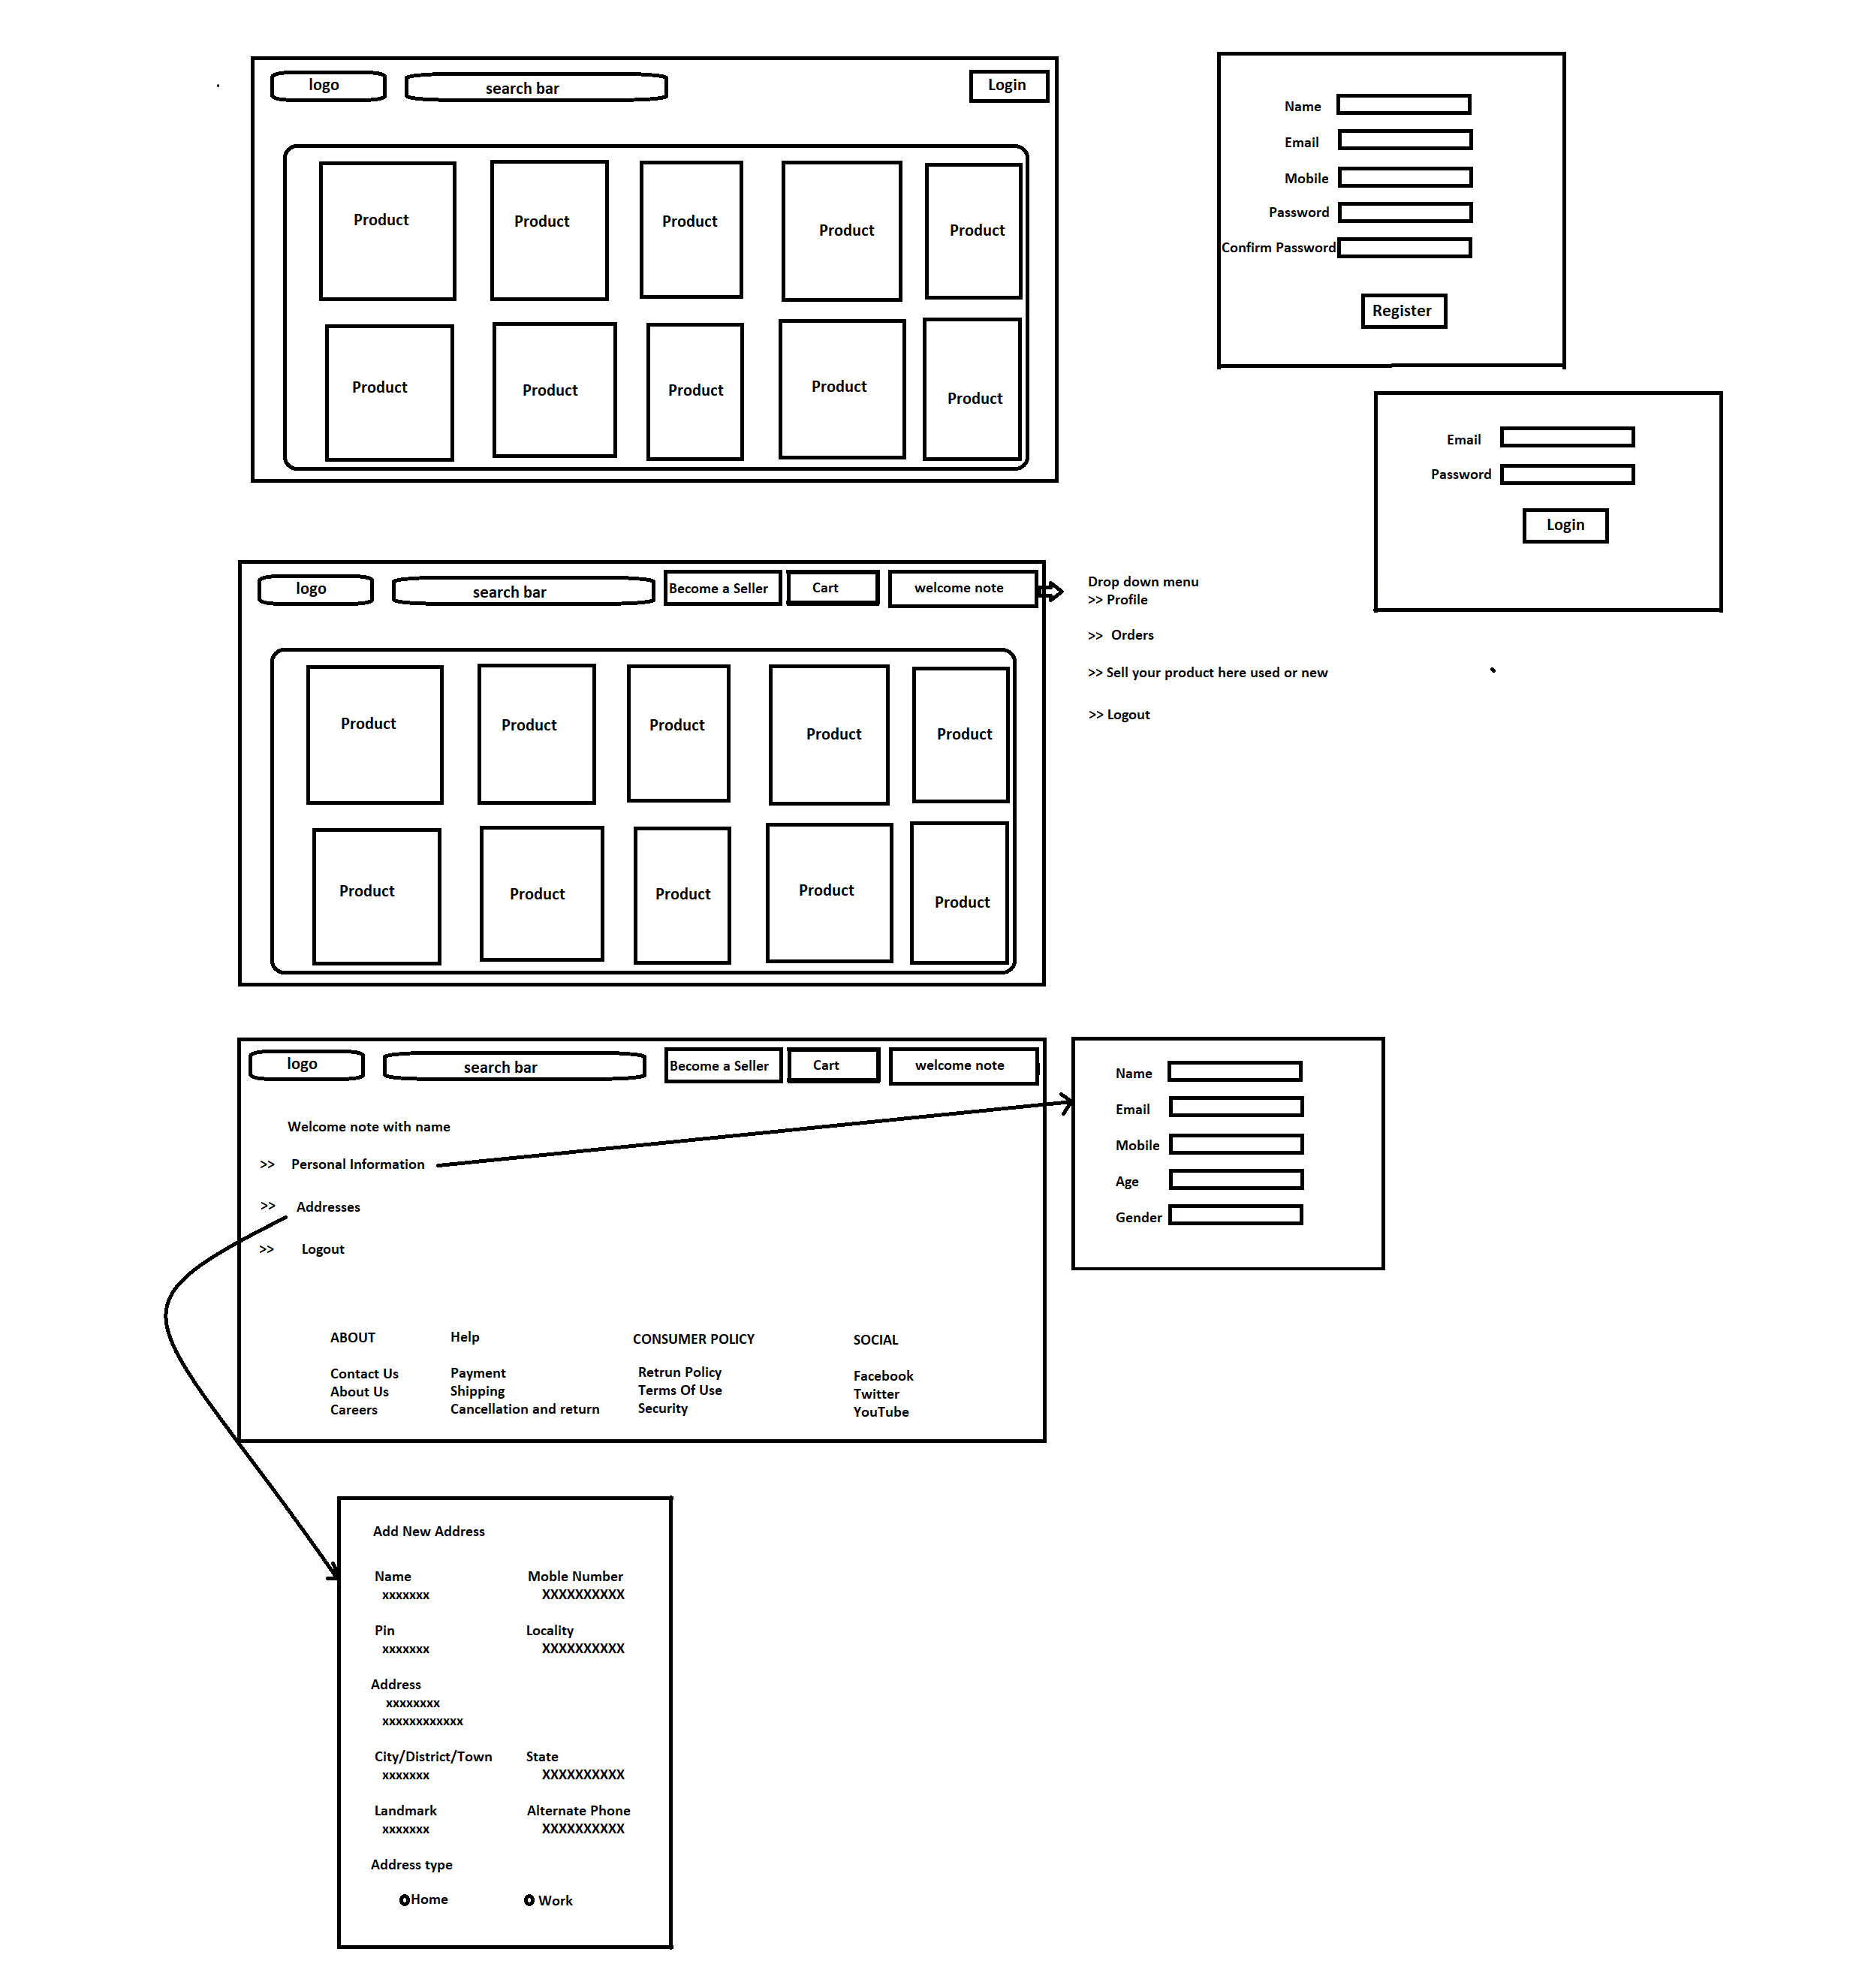 logo
search bar
Login
Product
Product
Product
Product
Product
Product
Product
Product
Product
Product
Name
Email
Mobile
Password
Confirm Password
Register
Email
Password
Login
logo
search bar
Become a Seller
Cart
welcome note
Drop down menu
>> Profile
>> Orders
>> Sell your product here used or new
>> Logout
Product
Product
Product
Product
Product
Product
Product
Product
Product
Product
logo
search bar
Become a Seller
Cart
welcome note
Welcome note with name
>> Personal Information
>> Addresses
>> Logout
ABOUT
Contact Us
About Us
Careers
Help
Payment
Shipping
Cancellation and return
CONSUMER POLICY
Retrun Policy
Terms Of Use
Security
SOCIAL
Facebook
Twitter
YouTube
Name
Email
Mobile
Age
Gender
Add New Address
Name
xxxxxxx
Moble Number
XXXXXXXXXX
Pin
xxxxxxx
Locality
XXXXXXXXXX
Address
xxxxxxxx
xxxxxxxxxxxx
City/District/Town
xxxxxxx
State
XXXXXXXXXX
Landmark
xxxxxxx
Alternate Phone
XXXXXXXXXX
Address type
Home
Work